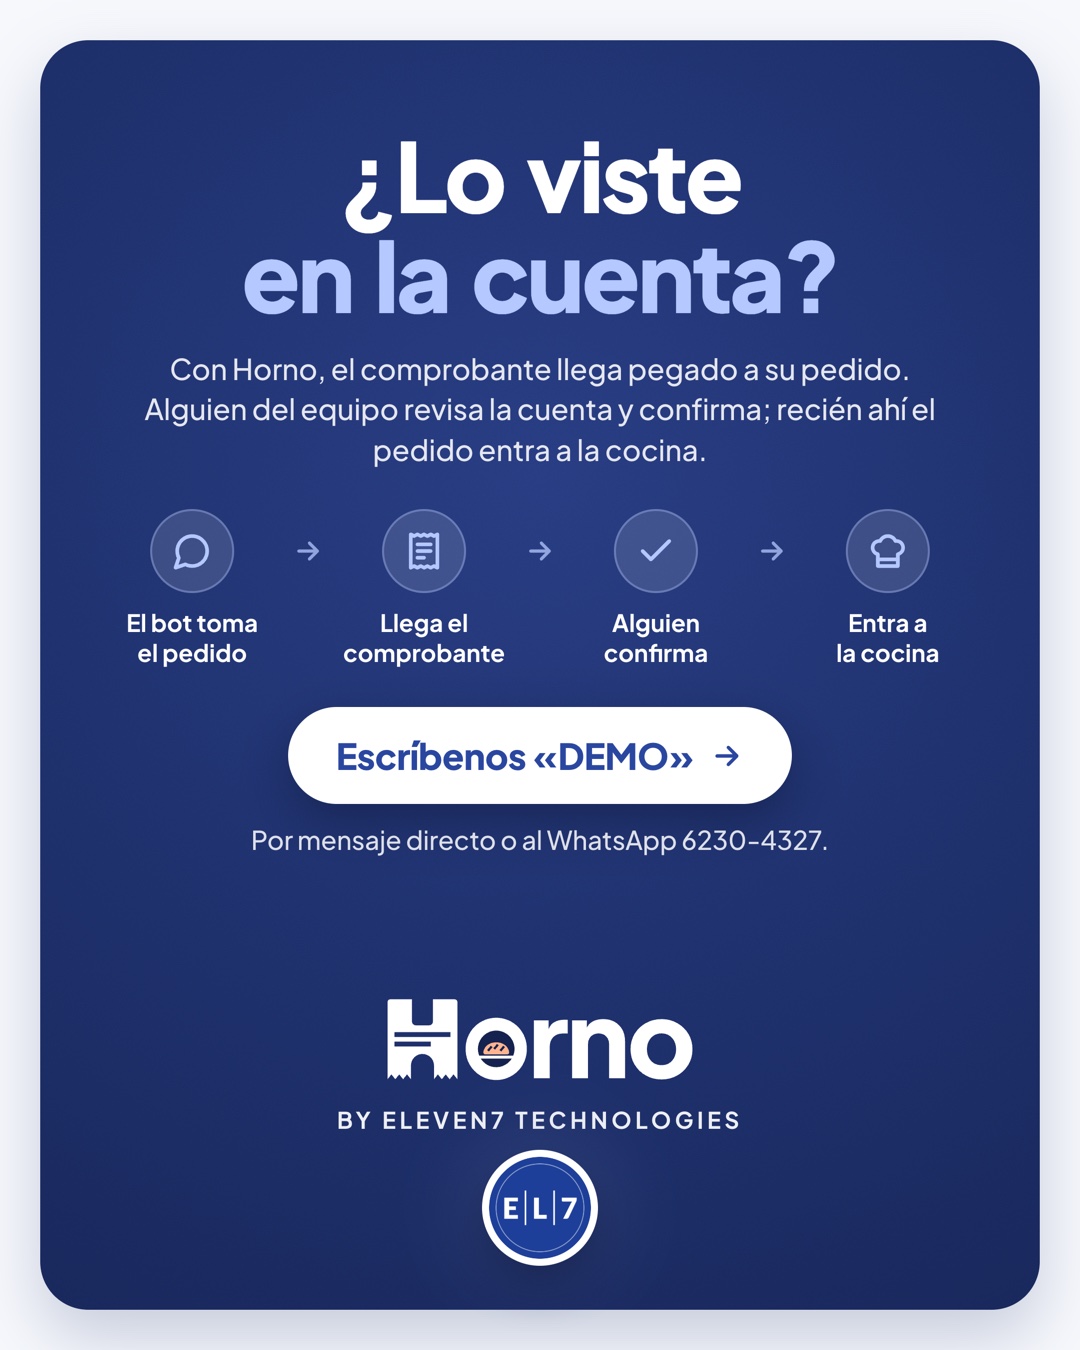 ¿Lo viste
en la cuenta?
Con Horno, el comprobante llega pegado a su pedido.
Alguien del equipo revisa la cuenta y confirma; recién ahí el
pedido entra a la cocina.
El bot toma
el pedido
Llega el
comprobante
Alguien
confirma
Entra a
la cocina
Escríbenos «DEMO» →
Por mensaje directo o al WhatsApp 6230-4327.
Horno
BY ELEVEN7 TECHNOLOGIES
E|L|7